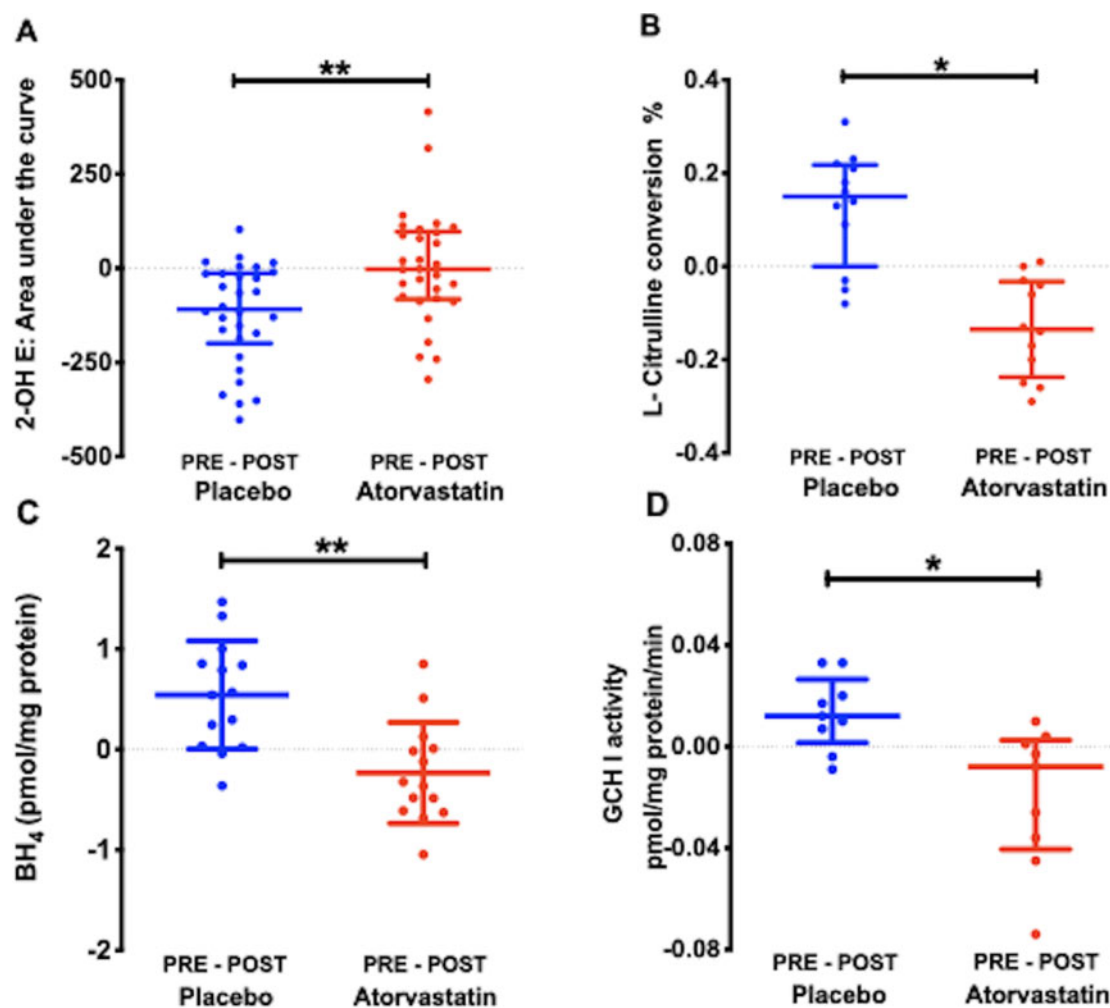 A
2-OH E: Area under the curve
500
250
0
-250
-500
**
PRE - POST PRE - POST
Placebo Atorvastatin
B
L- Citrulline conversion %
0.4
0.2
0.0
-0.2
-0.4
*
PRE - POST PRE - POST
Placebo Atorvastatin
C
BH4 (pmol/mg protein)
2
1
0
-1
-2
**
PRE - POST PRE - POST
Placebo Atorvastatin
D
GCH I activity
pmol/mg protein/min
0.08
0.04
0.00
-0.04
-0.08
*
PRE - POST PRE - POST
Placebo Atorvastatin